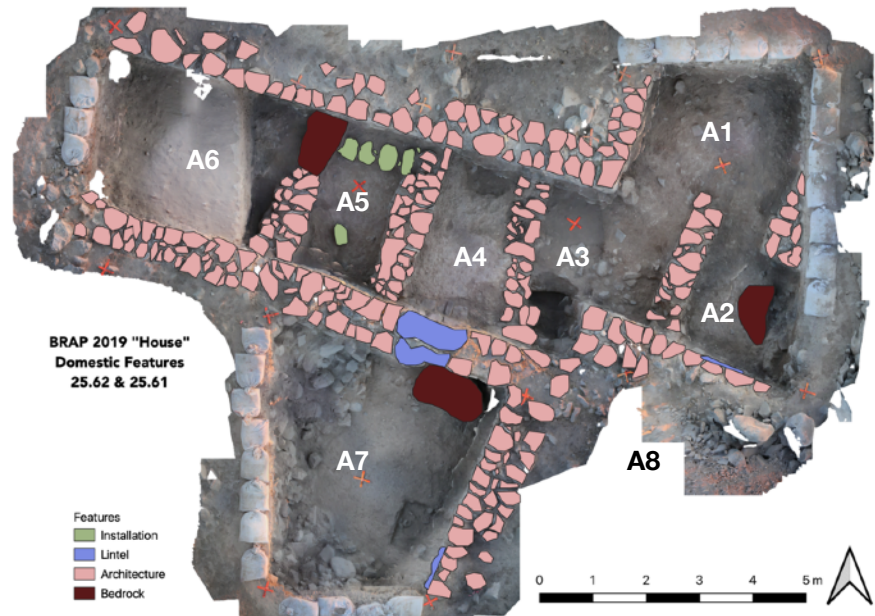 A1
A6
A5
A4
A3
A2
BRAP 2019 "House"
Domestic Features
25.62 & 25.61
A7
A8
Features
Installation
Lintel
Architecture
Bedrock
0 1 2 3 4 5 m